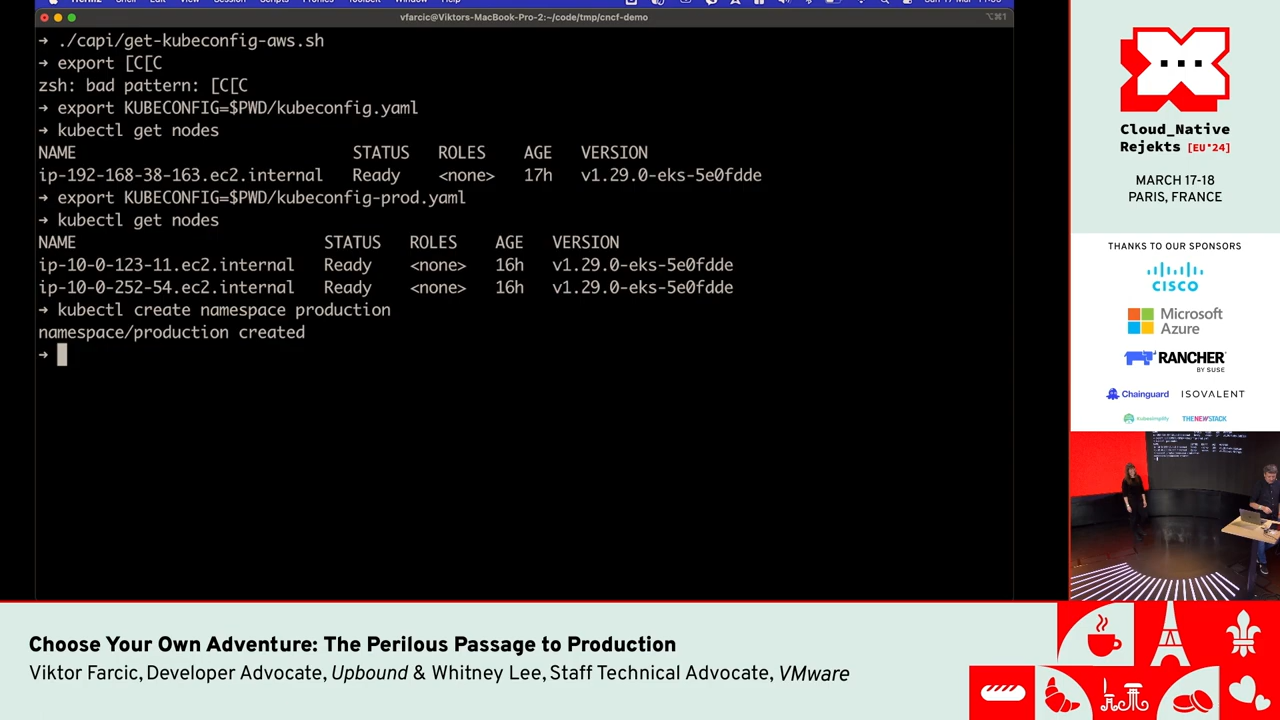 vfarcic@Viktors-MacBook-Pro-2:~/code/tmp/cncf-demo
⌥⌘1
→ ./capi/get-kubeconfig-aws.sh
→ export [C[C
zsh: bad pattern: [C[C
→ export KUBECONFIG=$PWD/kubeconfig.yaml
→ kubectl get nodes
NAME STATUS ROLES AGE VERSION
ip-192-168-38-163.ec2.internal Ready <none> 17h v1.29.0-eks-5e0fdde
→ export KUBECONFIG=$PWD/kubeconfig-prod.yaml
→ kubectl get nodes
NAME STATUS ROLES AGE VERSION
ip-10-0-123-11.ec2.internal Ready <none> 16h v1.29.0-eks-5e0fdde
ip-10-0-252-54.ec2.internal Ready <none> 16h v1.29.0-eks-5e0fdde
→ kubectl create namespace production
namespace/production created
→
Cloud_Native
Rejekts [EU'24]
MARCH 17-18
PARIS, FRANCE
THANKS TO OUR SPONSORS
CISCO
Microsoft
Azure
RANCHER
BY SUSE
Chainguard ISOVALENT
kubesimplify THENEWSTACK
Choose Your Own Adventure: The Perilous Passage to Production
Viktor Farcic, Developer Advocate, Upbound & Whitney Lee, Staff Technical Advocate, VMware